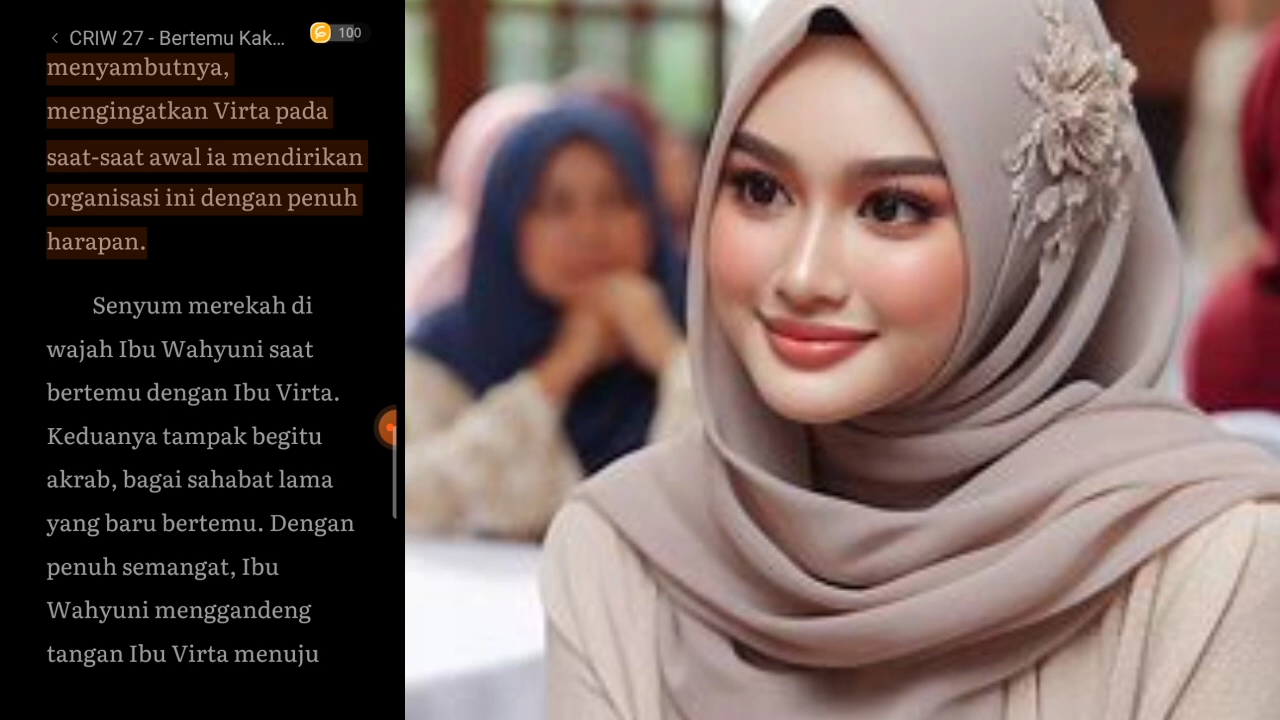 CRIW 27 - Bertemu Kak...
100
menyambutnya,
mengingatkan Virta pada
saat-saat awal ia mendirikan
organisasi ini dengan penuh
harapan.
Senyum merekah di
wajah Ibu Wahyuni saat
bertemu dengan Ibu Virta.
Keduanya tampak begitu
akrab, bagai sahabat lama
yang baru bertemu. Dengan
penuh semangat, Ibu
Wahyuni menggandeng
tangan Ibu Virta menuju